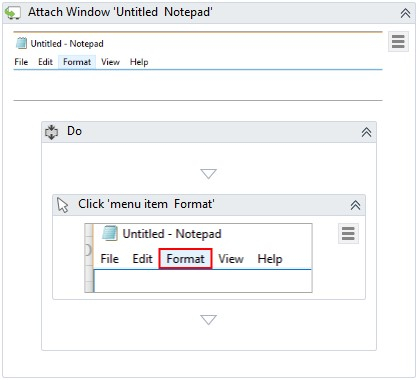 Attach Window 'Untitled  Notepad'
Untitled - Notepad
File Edit Format View Help
Do
Click 'menu item  Format'
Untitled - Notepad
File Edit Format View Help